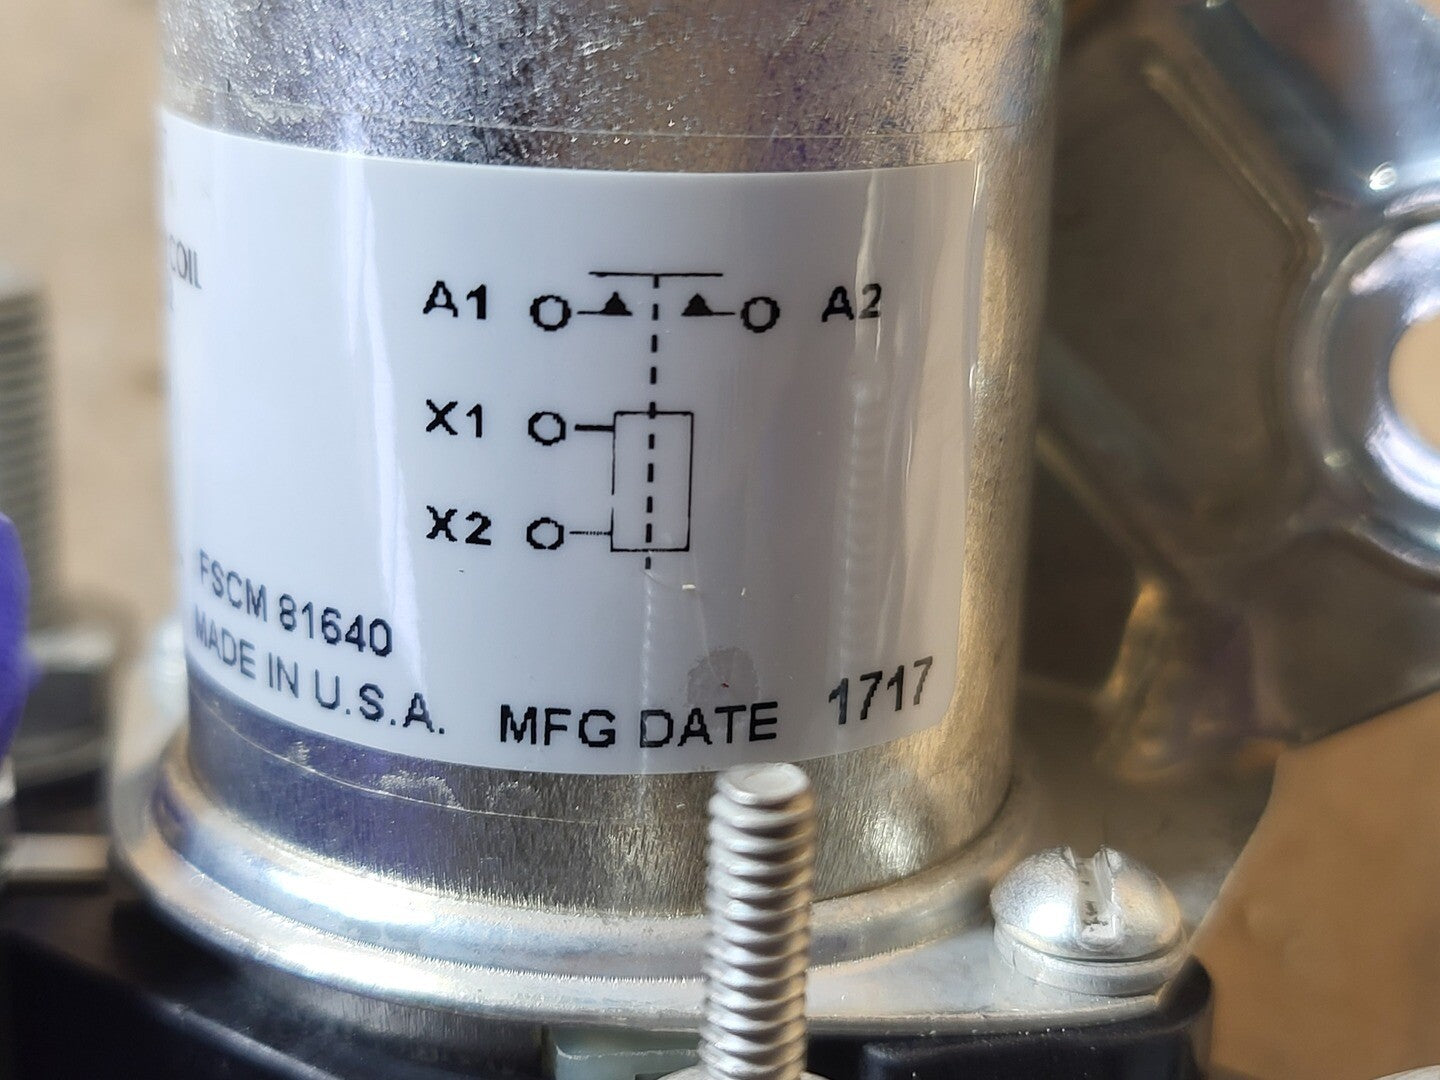 COIL
A1 A2
X1
X2
FSCM 81640
MADE IN U.S.A. MFG DATE 1717